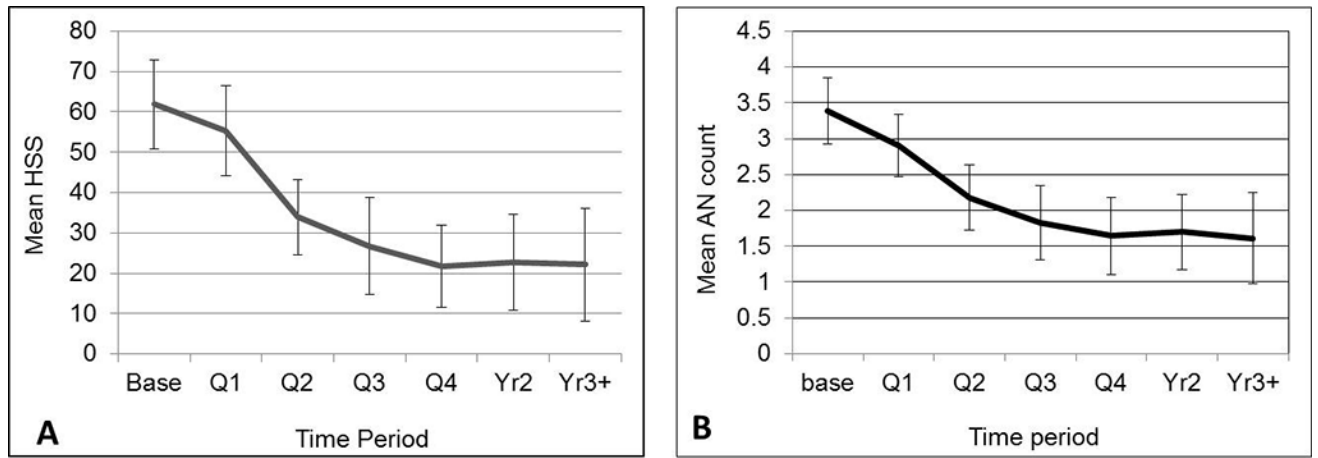 80
70
60
50
40
30
20
10
0
Mean HSS
Base Q1 Q2 Q3 Q4 Yr2 Yr3+
Time Period
A
4.5
4
3.5
3
2.5
2
1.5
1
0.5
0
Mean AN count
base Q1 Q2 Q3 Q4 Yr2 Yr3+
Time period
B